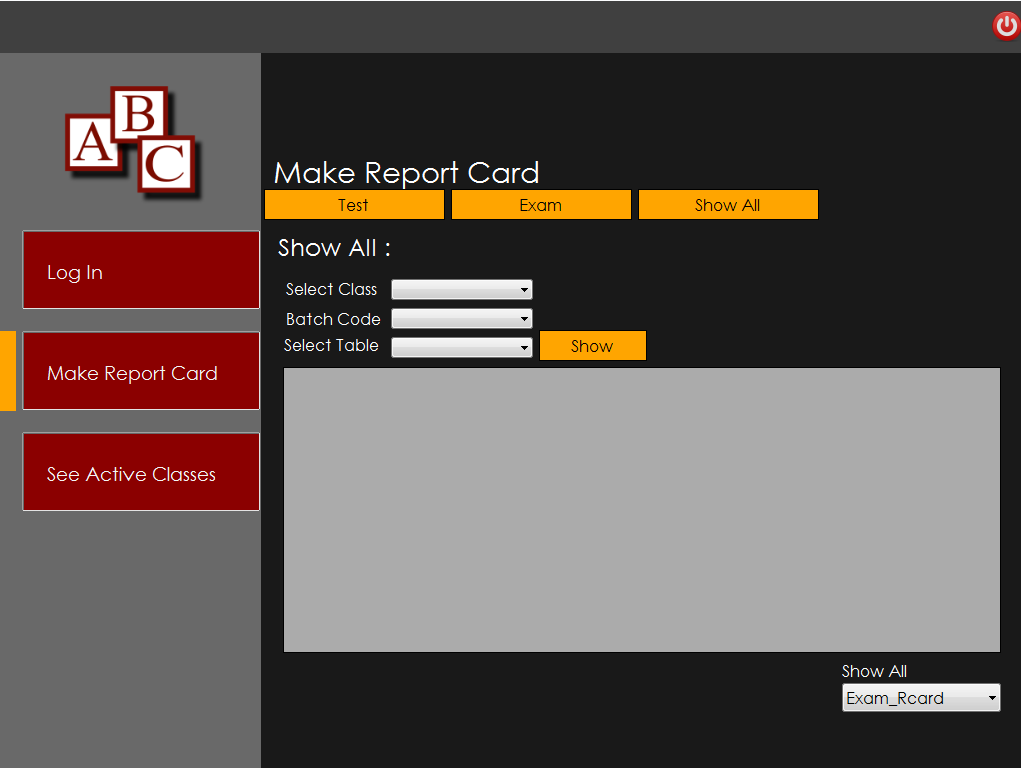 A B C
Make Report Card
Test Exam Show All
Show All :
Log In
Select Class
Batch Code
Select Table Show
Make Report Card
See Active Classes
Show All
Exam_Rcard